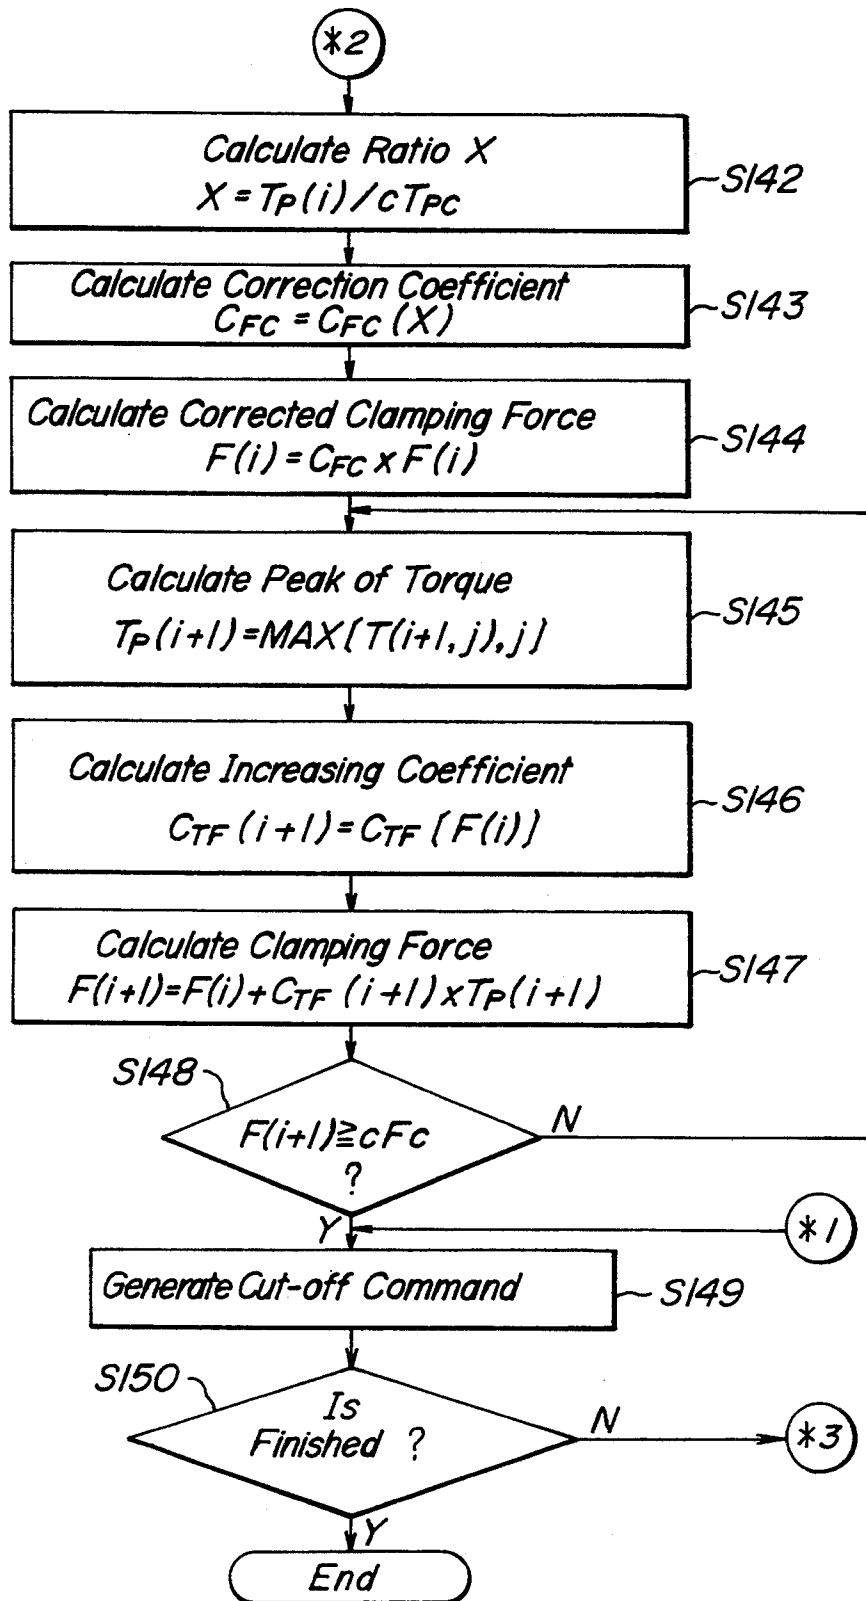 *2
Calculate Ratio X
X = TP(i) / cTPC
S142
Calculate Correction Coefficient
CFC = CFC (X)
S143
Calculate Corrected Clamping Force
F(i) = CFC x F(i)
S144
Calculate Peak of Torque
TP(i+1) = MAX[T(i+1, j), j]
S145
Calculate Increasing Coefficient
CTF (i+1) = CTF [F(i)]
S146
Calculate Clamping Force
F(i+1) = F(i) + CTF (i+1) x TP(i+1)
S147
S148
F(i+1) ≧ cFc
?
N
Y
*1
Generate Cut-off Command
S149
S150
Is
Finished ?
N
*3
Y
End